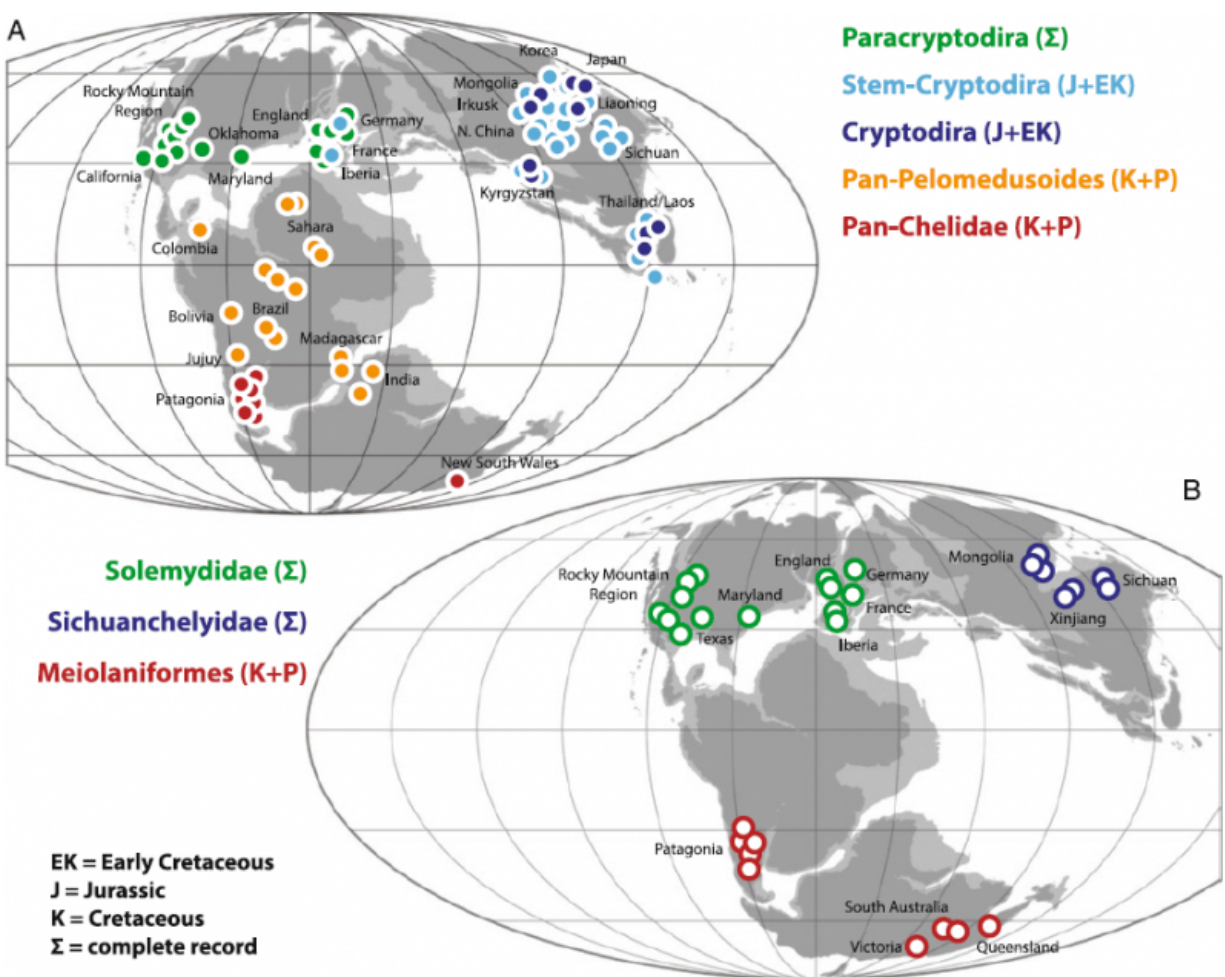 A
Paracryptodira (Σ)
Stem-Cryptodira (J+EK)
Cryptodira (J+EK)
Pan-Pelomedusoides (K+P)
Pan-Chelidae (K+P)
Korea
Japan
Mongolia
Irkusk
Liaoning
N. China
Sichuan
Kyrgyzstan
Thailand/Laos
Rocky Mountain
Region
Oklahoma
California
Maryland
England
Germany
France
Iberia
Sahara
Colombia
Bolivia
Brazil
Jujuy
Madagascar
India
Patagonia
New South Wales
B
Solemydidae (Σ)
Sichuanchelyidae (Σ)
Meiolaniformes (K+P)
Rocky Mountain
Region
Maryland
Texas
England
Germany
France
Iberia
Mongolia
Sichuan
Xinjiang
Patagonia
South Australia
Victoria
Queensland
EK = Early Cretaceous
J = Jurassic
K = Cretaceous
Σ = complete record